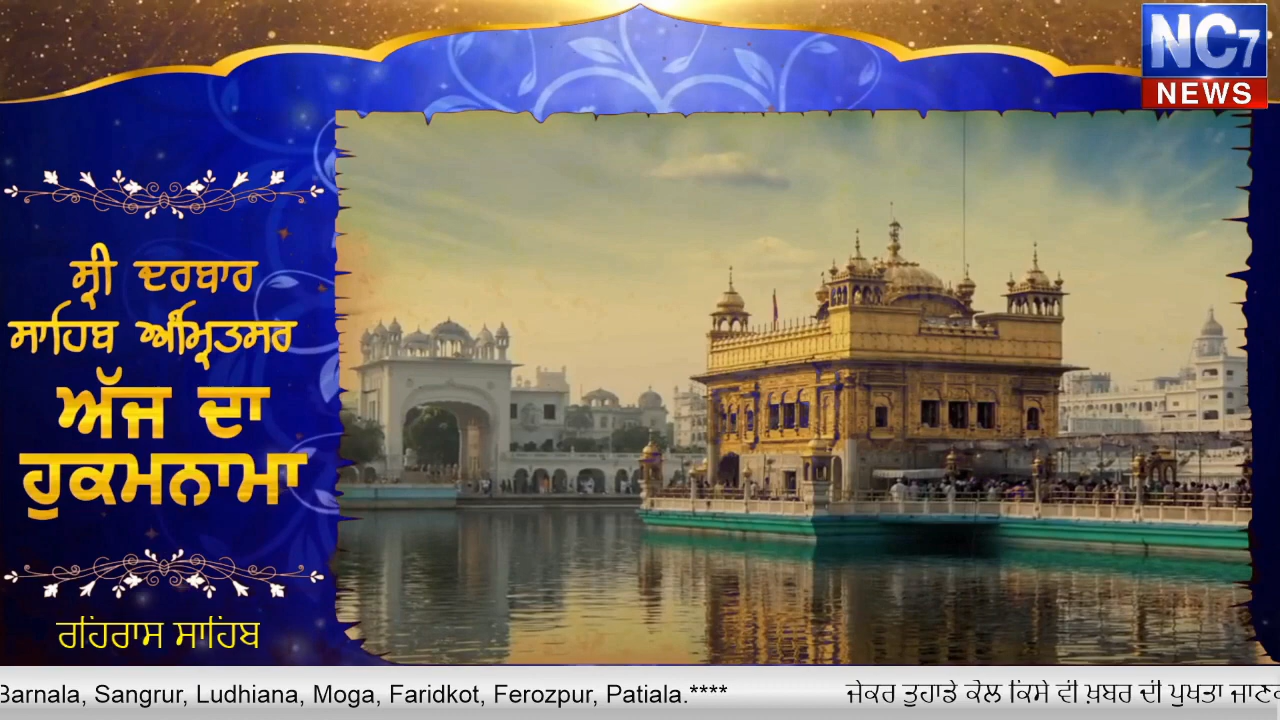 NC7
NEWS
ਸ਼੍ਰੀ ਦਰਬਾਰ
ਸਾਹਿਬ ਅੰਮ੍ਰਿਤਸਰ
ਅੱਜ ਦਾ
ਹੁਕਮਨਾਮਾ
ਰਹਿਰਾਸ ਸਾਹਿਬ
Barnala, Sangrur, Ludhiana, Moga, Faridkot, Ferozpur, Patiala.**** ਜੇਕਰ ਤੁਹਾਡੇ ਕੋਲ ਕਿਸੇ ਵੀ ਖ਼ਬਰ ਦੀ ਪੁਖਤਾ